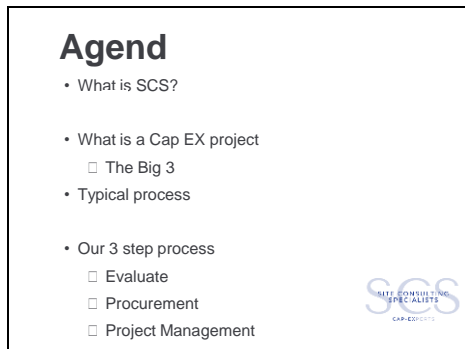 Agend
• What is SCS?
• What is a Cap EX project
□ The Big 3
• Typical process
• Our 3 step process
□ Evaluate
□ Procurement
□ Project Management
SCS
SITE CONSULTING
SPECIALISTS
CAP-EXPERTS